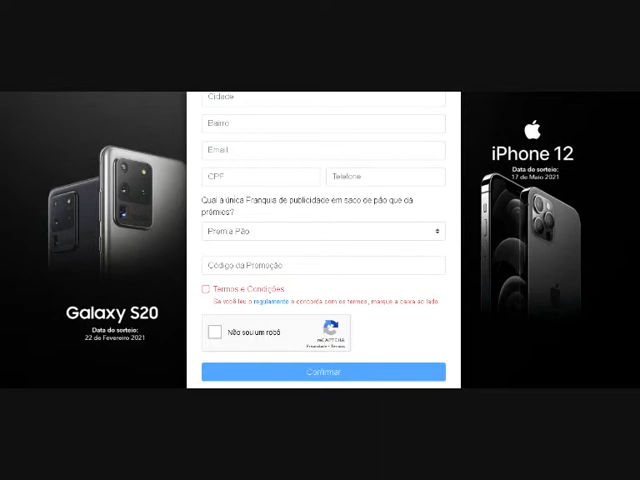 Cidade
Bairro
Email
CPF
Telefone
Qual a única Franquia de publicidade em saco de pão que dá
prêmios?
Premia Pão
Código da Promoção
Termos e Condições
Se você leu o regulamento e concorda com os termos, marque a caixa ao lado.
Não sou um robô
reCAPTCHA
Privacidade - Termos
Confirmar
Galaxy S20
Data do sorteio:
22 de Fevereiro 2021
iPhone 12
Data do sorteio:
17 de Maio 2021